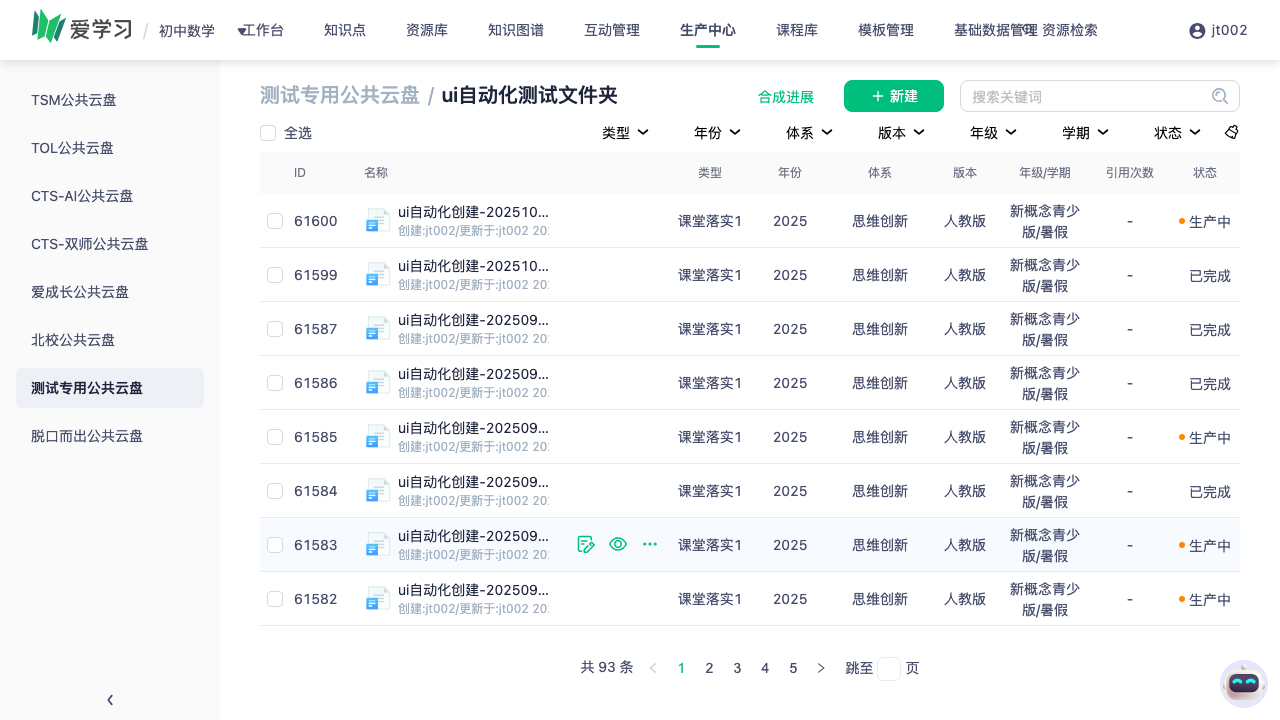 爱学习 / 初中数学 工作台 知识点 资源库 知识图谱 互动管理 生产中心 课程库 模板管理 基础数据管理 资源检索 jt002
TSM公共云盘
TOL公共云盘
CTS-AI公共云盘
CTS-双师公共云盘
爱成长公共云盘
北校公共云盘
测试专用公共云盘
脱口而出公共云盘
测试专用公共云盘 / ui自动化测试文件夹 合成进展 + 新建 搜索关键词
全选 类型 年份 体系 版本 年级 学期 状态
ID 名称 类型 年份 体系 版本 年级/学期 引用次数 状态
61600 ui自动化创建-202510... 课堂落实1 2025 思维创新 人教版 新概念青少版/暑假 - 生产中
创建:jt002/更新于:jt002 20
61599 ui自动化创建-202510... 课堂落实1 2025 思维创新 人教版 新概念青少版/暑假 - 已完成
创建:jt002/更新于:jt002 20
61587 ui自动化创建-202509... 课堂落实1 2025 思维创新 人教版 新概念青少版/暑假 - 已完成
创建:jt002/更新于:jt002 20
61586 ui自动化创建-202509... 课堂落实1 2025 思维创新 人教版 新概念青少版/暑假 - 已完成
创建:jt002/更新于:jt002 20
61585 ui自动化创建-202509... 课堂落实1 2025 思维创新 人教版 新概念青少版/暑假 - 生产中
创建:jt002/更新于:jt002 20
61584 ui自动化创建-202509... 课堂落实1 2025 思维创新 人教版 新概念青少版/暑假 - 已完成
创建:jt002/更新于:jt002 20
61583 ui自动化创建-202509... 课堂落实1 2025 思维创新 人教版 新概念青少版/暑假 - 生产中
创建:jt002/更新于:jt002 20
61582 ui自动化创建-202509... 课堂落实1 2025 思维创新 人教版 新概念青少版/暑假 - 生产中
创建:jt002/更新于:jt002 20
共 93 条 1 2 3 4 5 跳至 页